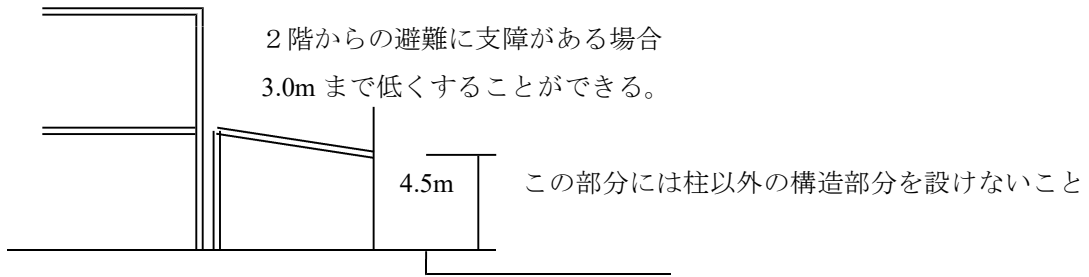 ２階からの避難に支障がある場合
3.0m まで低くすることができる。
4.5m
この部分には柱以外の構造部分を設けないこと